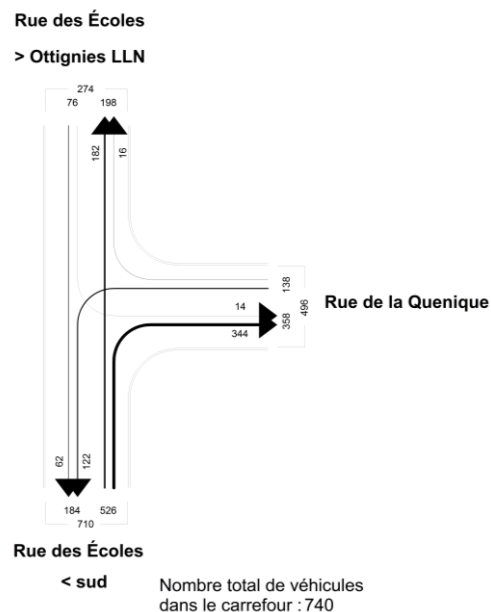 Rue des Écoles
> Ottignies LLN
274
76 198
182
16
138
14
Rue de la Quenique
496
358
344
62
122
184 526
710
Rue des Écoles
< sud
Nombre total de véhicules
dans le carrefour : 740